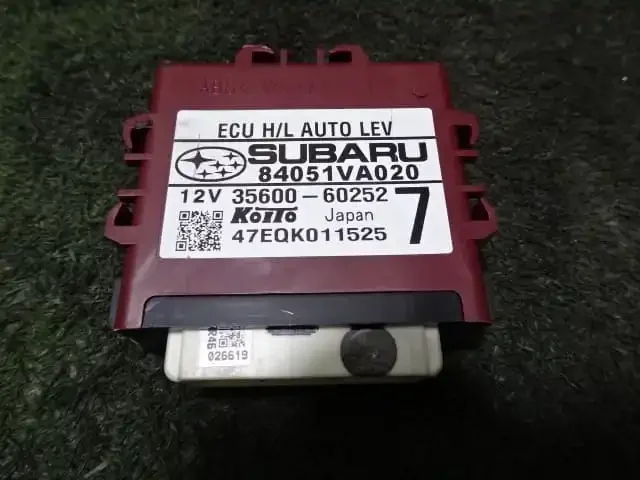 ECU H/L AUTO LEV
SUBARU
84051VA020
12V 35600-60252 7
KOITO Japan
47EQK011525
026619